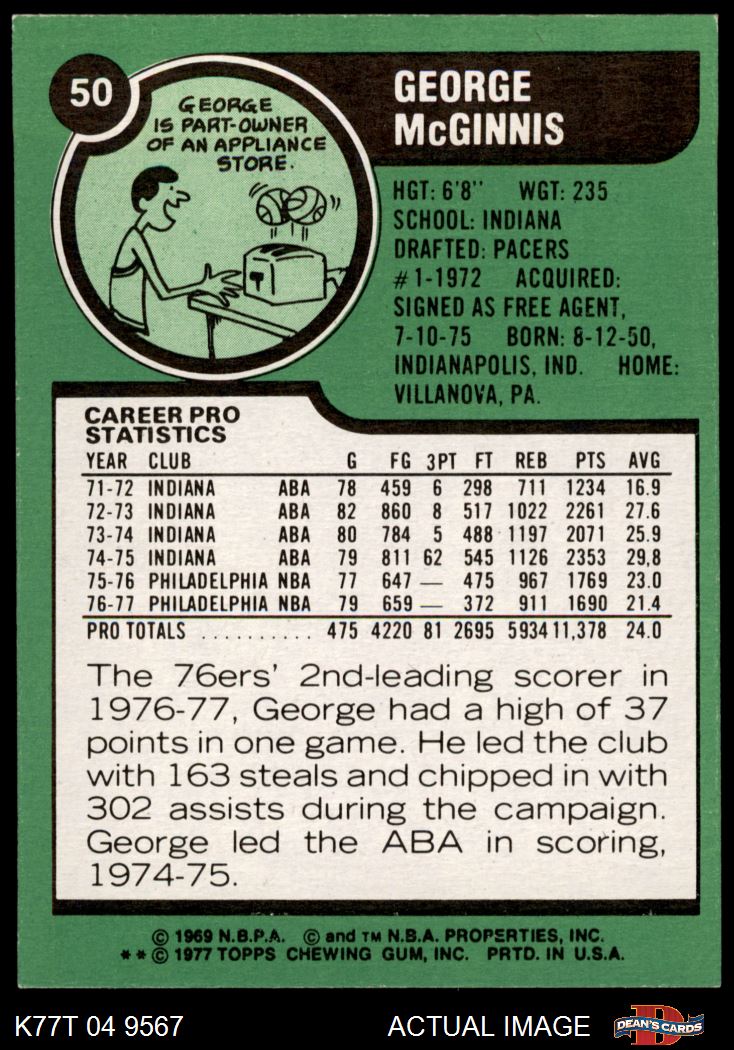 50
GEORGE
McGINNIS
GEORGE
IS PART-OWNER
OF AN APPLIANCE
STORE.
HGT: 6'8" WGT: 235
SCHOOL: INDIANA
DRAFTED: PACERS
#1-1972 ACQUIRED:
SIGNED AS FREE AGENT,
7-10-75 BORN: 8-12-50,
INDIANAPOLIS, IND. HOME:
VILLANOVA, PA.
CAREER PRO
STATISTICS
YEAR CLUB G FG 3PT FT REB PTS AVG
71-72 INDIANA ABA 78 459 6 298 711 1234 16.9
72-73 INDIANA ABA 82 860 8 517 1022 2261 27.6
73-74 INDIANA ABA 80 784 5 488 1197 2071 25.9
74-75 INDIANA ABA 79 811 62 545 1126 2353 29,8
75-76 PHILADELPHIA NBA 77 647 — 475 967 1769 23.0
76-77 PHILADELPHIA NBA 79 659 — 372 911 1690 21.4
PRO TOTALS .......... 475 4220 81 2695 5934 11,378 24.0
The 76ers' 2nd-leading scorer in
1976-77, George had a high of 37
points in one game. He led the club
with 163 steals and chipped in with
302 assists during the campaign.
George led the ABA in scoring,
1974-75.
© 1969 N.B.P.A. © and TM N.B.A. PROPERTIES, INC.
**© 1977 TOPPS CHEWING GUM, INC. PRTD. IN U.S.A.
K77T 04 9567 ACTUAL IMAGE DEAN'S CARDS